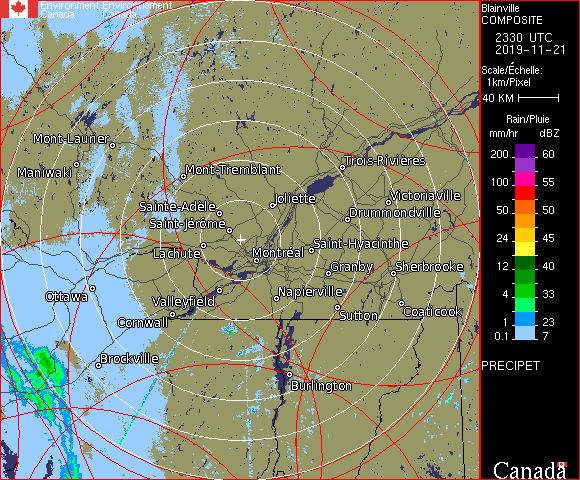 Environment Environnement
Canada Canada
Blainville
COMPOSITE
2330 UTC
2019-11-21
Scale/Échelle:
1km/Pixel
40 KM
Rain/Pluie
mm/hr dBZ
200 60
100 55
50 50
24 45
12 40
4 33
1 23
0.1 7
PRECIPET
Canada
Mont-Laurier
Maniwaki
Mont-Tremblant
Trois-Rivières
Joliette
Victoriaville
Sainte-Adèle
Drummondville
Saint-Jérôme
Saint-Hyacinthe
Lachute
Montréal
Granby
Sherbrooke
Ottawa
Valleyfield
Napierville
Coaticook
Cornwall
Sutton
Brockville
Burlington